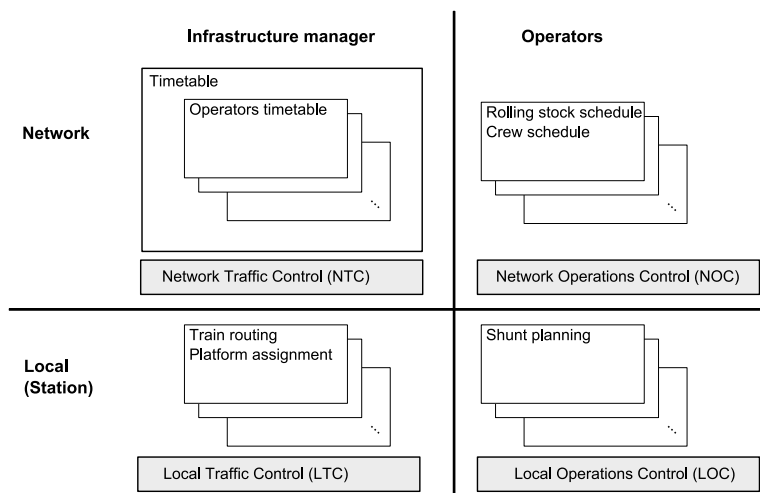 Infrastructure manager
Operators
Network
Timetable
Operators timetable
Rolling stock schedule
Crew schedule
Network Traffic Control (NTC)
Network Operations Control (NOC)
Local
(Station)
Train routing
Platform assignment
Shunt planning
Local Traffic Control (LTC)
Local Operations Control (LOC)